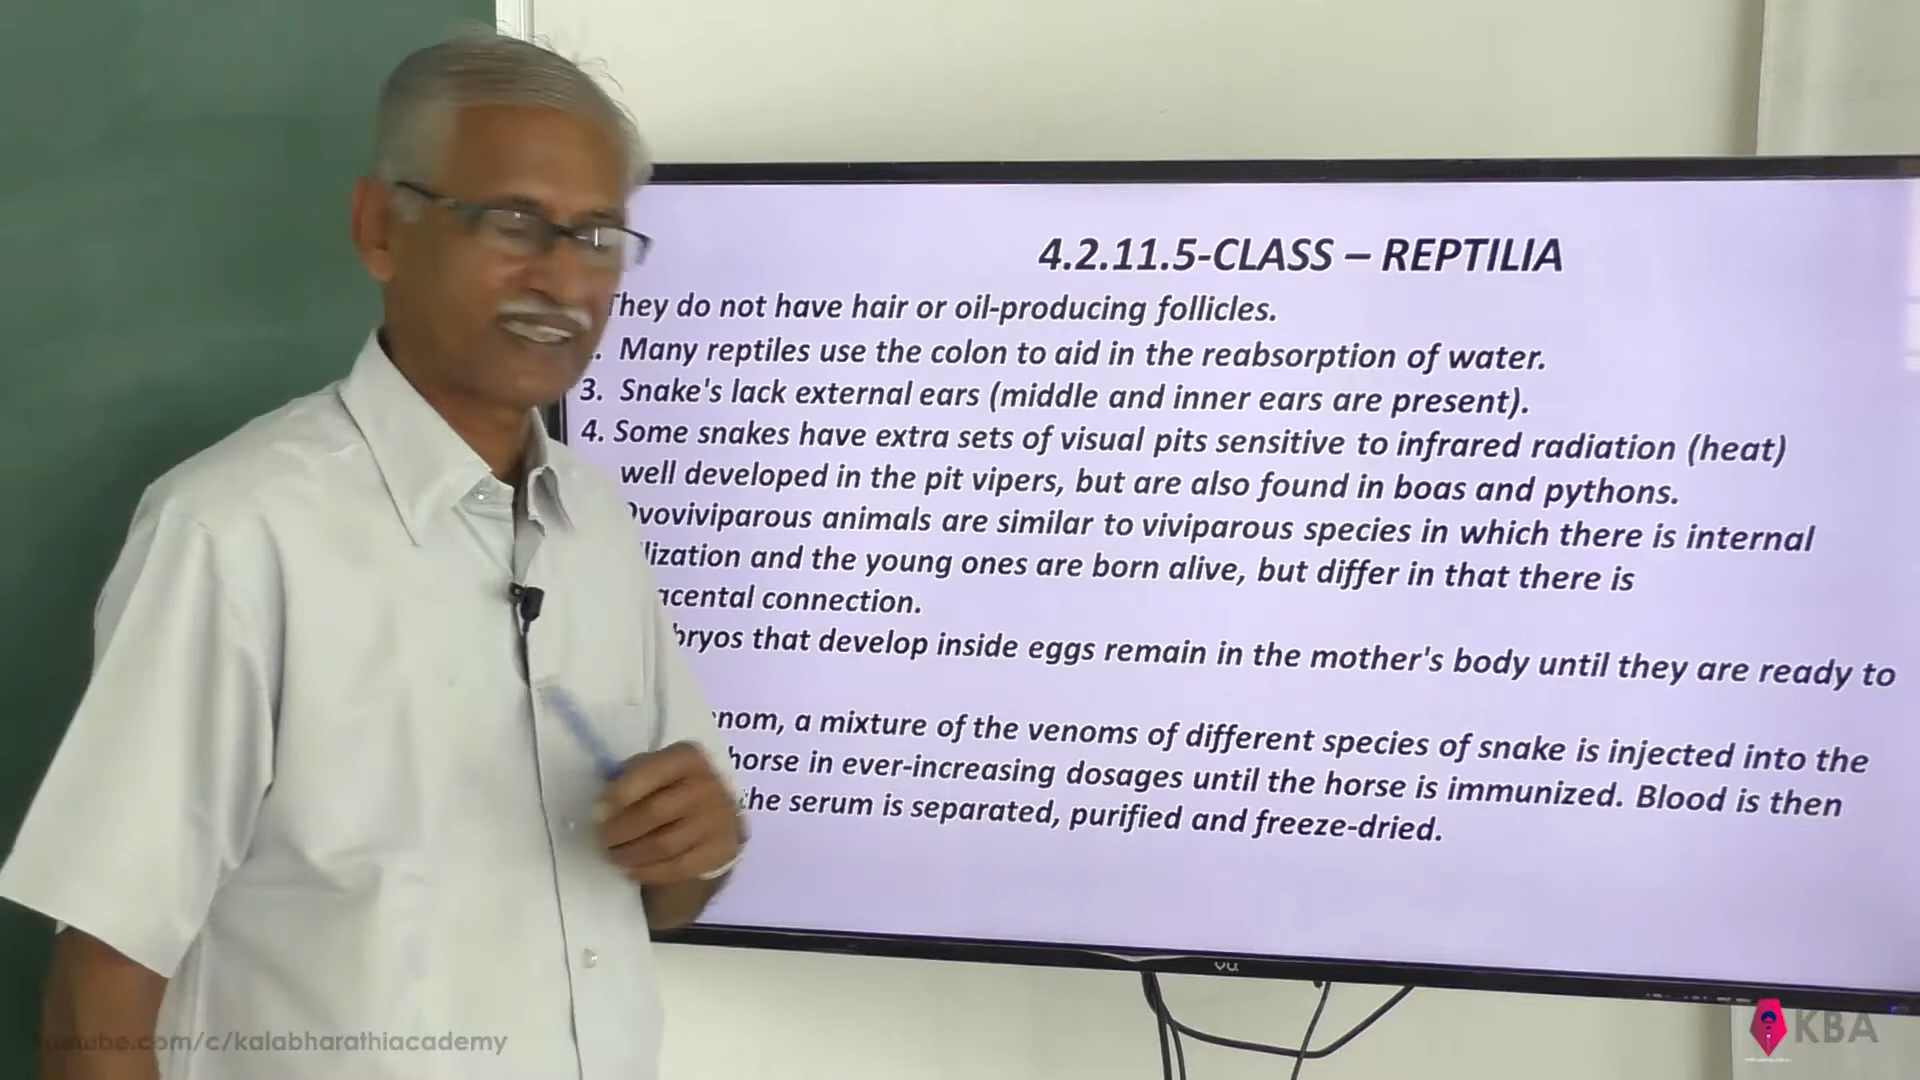 4.2.11.5-CLASS – REPTILIA
They do not have hair or oil-producing follicles.
Many reptiles use the colon to aid in the reabsorption of water.
3. Snake's lack external ears (middle and inner ears are present).
4. Some snakes have extra sets of visual pits sensitive to infrared radiation (heat)
well developed in the pit vipers, but are also found in boas and pythons.
Ovoviviparous animals are similar to viviparous species in which there is internal
lization and the young ones are born alive, but differ in that there is
acental connection.
bryos that develop inside eggs remain in the mother's body until they are ready to
nom, a mixture of the venoms of different species of snake is injected into the
horse in ever-increasing dosages until the horse is immunized. Blood is then
the serum is separated, purified and freeze-dried.
VU
.com/c/kalabharathiacademy
KBA